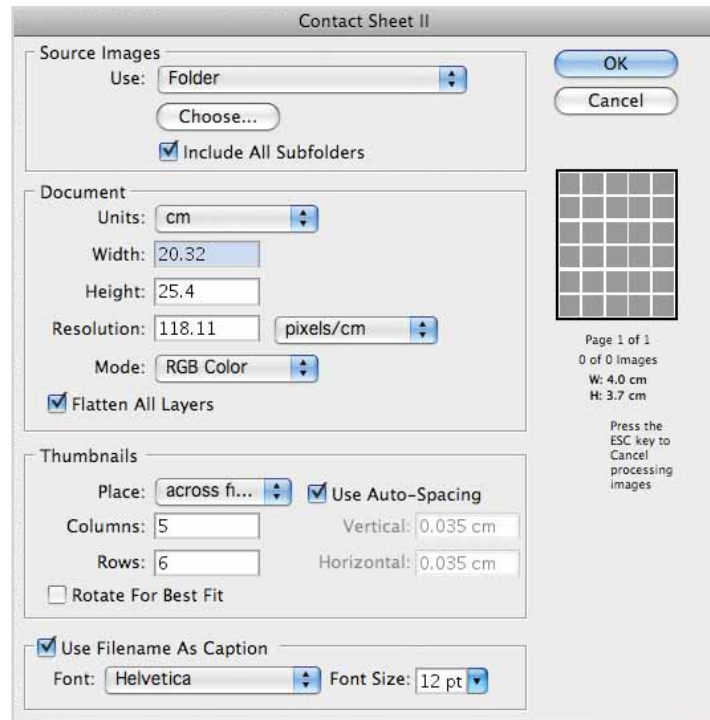 Contact Sheet II
Source Images
Use: Folder
Choose...
Include All Subfolders
Document
Units: cm
Width: 20.32
Height: 25.4
Resolution: 118.11 pixels/cm
Mode: RGB Color
Flatten All Layers
Thumbnails
Place: across fi... Use Auto-Spacing
Columns: 5 Vertical: 0.035 cm
Rows: 6 Horizontal: 0.035 cm
Rotate For Best Fit
Use Filename As Caption
Font: Helvetica Font Size: 12 pt
OK
Cancel
Page 1 of 1
0 of 0 Images
W: 4.0 cm
H: 3.7 cm
Press the
ESC key to
Cancel
processing
images